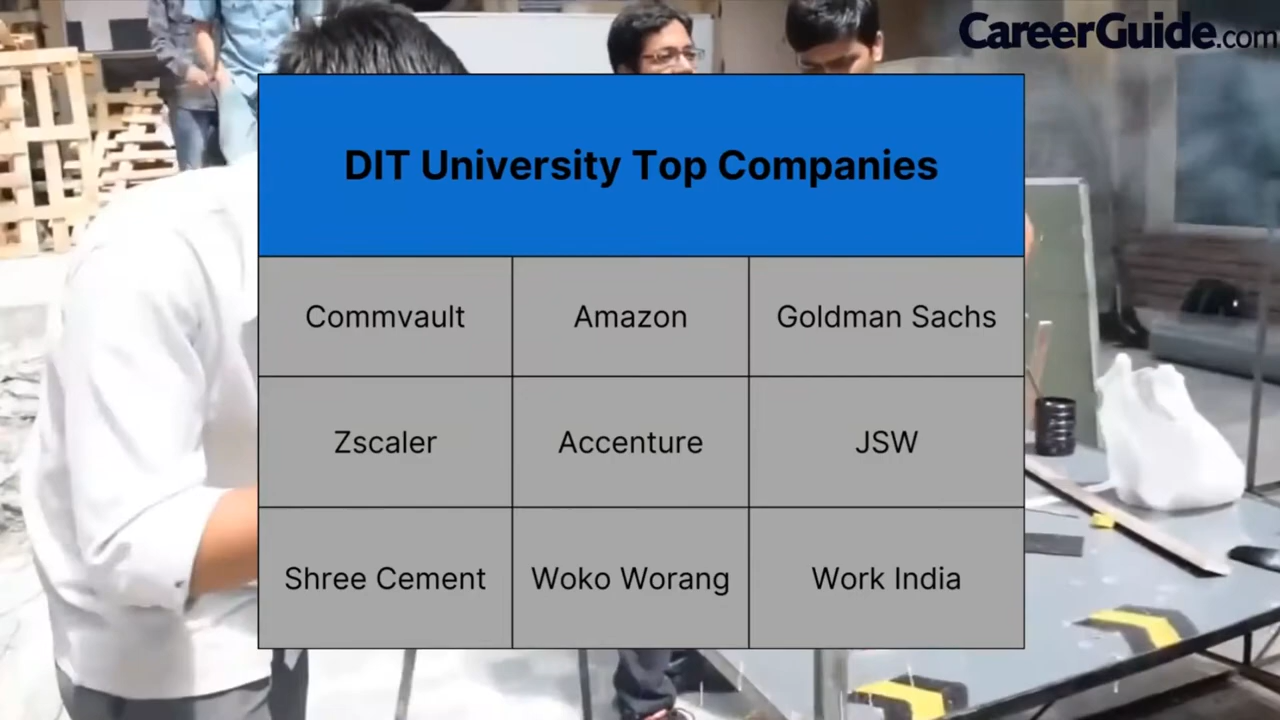 CareerGuide.com
DIT University Top Companies
Commvault Amazon Goldman Sachs
Zscaler Accenture JSW
Shree Cement Woko Worang Work India